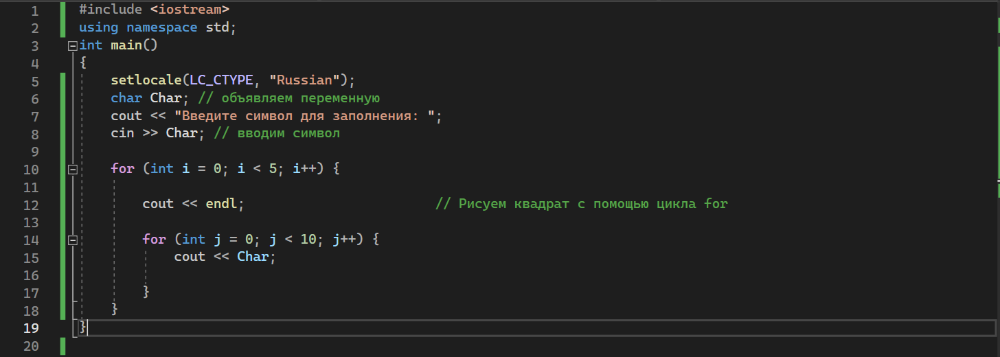 1 #include <iostream>
2 using namespace std;
3 int main()
4 {
5 setlocale(LC_CTYPE, "Russian");
6 char Char; // объявляем переменную
7 cout << "Введите символ для заполнения: ";
8 cin >> Char; // вводим символ
9
10 for (int i = 0; i < 5; i++) {
11
12 cout << endl; // Рисуем квадрат с помощью цикла for
13
14 for (int j = 0; j < 10; j++) {
15 cout << Char;
16
17 }
18 }
19 }
20